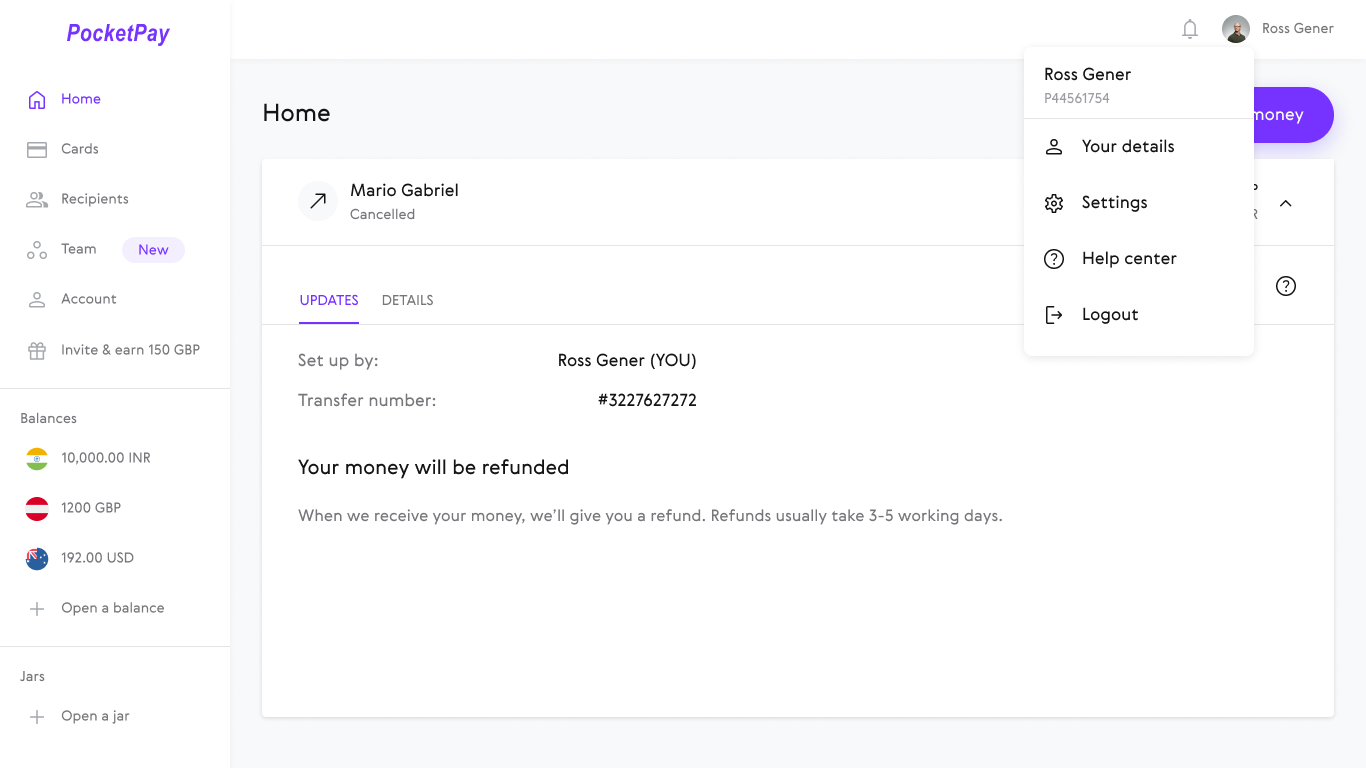 PocketPay
Home
Cards
Recipients
Team
New
Account
Invite & earn 150 GBP
Balances
10,000.00 INR
1200 GBP
192.00 USD
Open a balance
Jars
Open a jar
Ross Gener
Ross Gener
P44561754
Your details
Settings
Help center
Logout
Home
money
Mario Gabriel
Cancelled
UPDATES DETAILS
Set up by: Ross Gener (YOU)
Transfer number: #3227627272
Your money will be refunded
When we receive your money, we’ll give you a refund. Refunds usually take 3-5 working days.